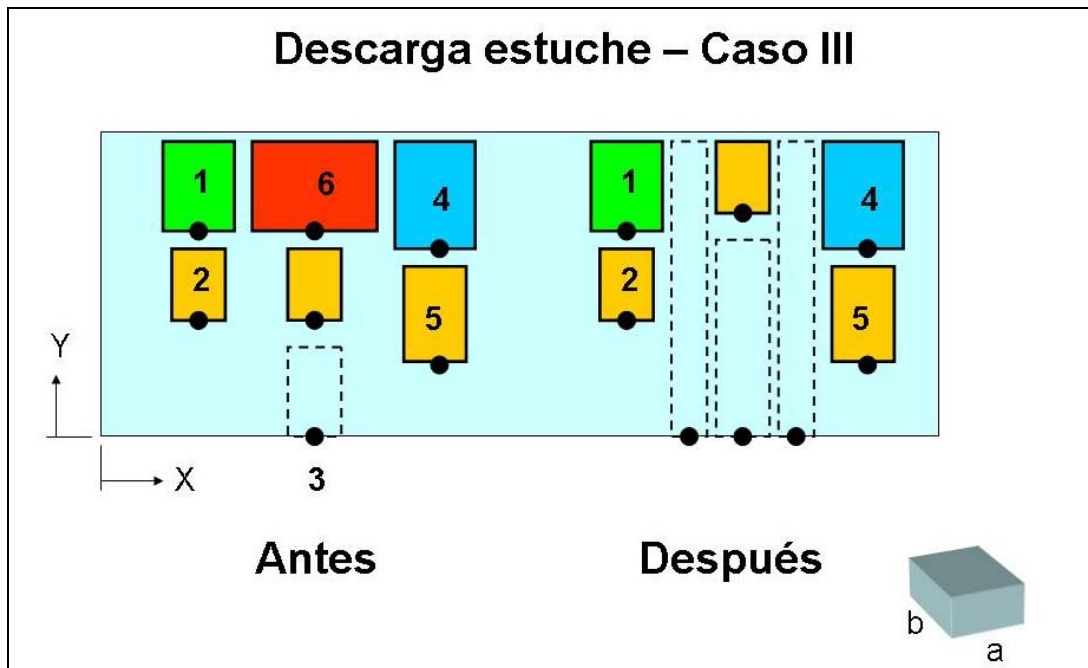 Descarga estuche – Caso III
1 6 4 1 4
2 5 2 5
Y
X
3
Antes Después
b
a